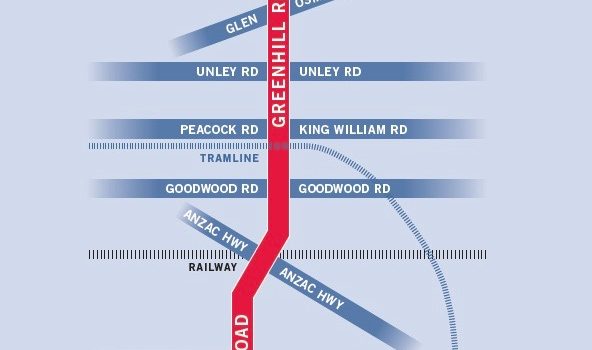 GLEN
GREENHILL
UNLEY RD
UNLEY RD
PEACOCK RD
KING WILLIAM RD
TRAMLINE
GOODWOOD RD
GOODWOOD RD
ANZAC HWY
RAILWAY
ANZAC HWY